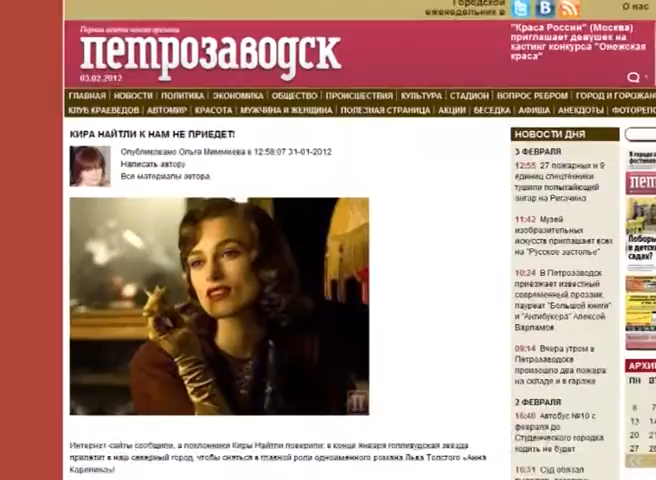 Городской
еженедельник в
О нас
Первая газета нового времени
Петрозаводск
03.02.2012
"Краса России" (Москва)
приглашает девушек на
кастинг конкурса "Онежская
краса"
ГЛАВНАЯ | НОВОСТИ | ПОЛИТИКА | ЭКОНОМИКА | ОБЩЕСТВО | ПРОИСШЕСТВИЯ | КУЛЬТУРА | СТАДИОН | ВОПРОС РЕБРОМ | ГОРОД И ГОРОЖАН
КЛУБ КРАЕВЕДОВ | АВТОМИР | КРАСОТА | МУЖЧИНА И ЖЕНЩИНА | ПОЛЕЗНАЯ СТРАНИЦА | АКЦИИ | БЕСЕДКА | АФИША | АНЕКДОТЫ | ФОТОРЕПО
КИРА НАЙТЛИ К НАМ НЕ ПРИЕДЕТ!
Опубликовано Ольга Миммиева в 12:58:07 31-01-2012
Написать автору
Все материалы автора
Интернет-сайты сообщили, а поклонники Киры Найтли поверили: в конце января голливудская звезда
прилетит в наш северный город, чтобы сняться в главной роли одноименного романа Льва Толстого «Анна
Каренина»!
НОВОСТИ ДНЯ
3 ФЕВРАЛЯ
12:55 27 пожарных и 9
единиц спецтехники
тушили полыхающий
ангар на Ригачина
11:42 Музей
изобразительных
искусств приглашает всех
на "Русское застолье"
10:24 В Петрозаводск
приезжает известный
современный прозаик,
лауреат "Большой книги"
и "Антибукера" Алексей
Варламов
09:14 Вчера утром в
Петрозаводске
произошло два пожара:
на складе и в гараже
2 ФЕВРАЛЯ
16:40 Автобус №10 с
февраля до
Студенческого городка
ходить не будет
16:31 Суд обязал
Поборы
в детски
садах?
АРХИ
ПН ВТ
6 7
13 14
20 21
27 28